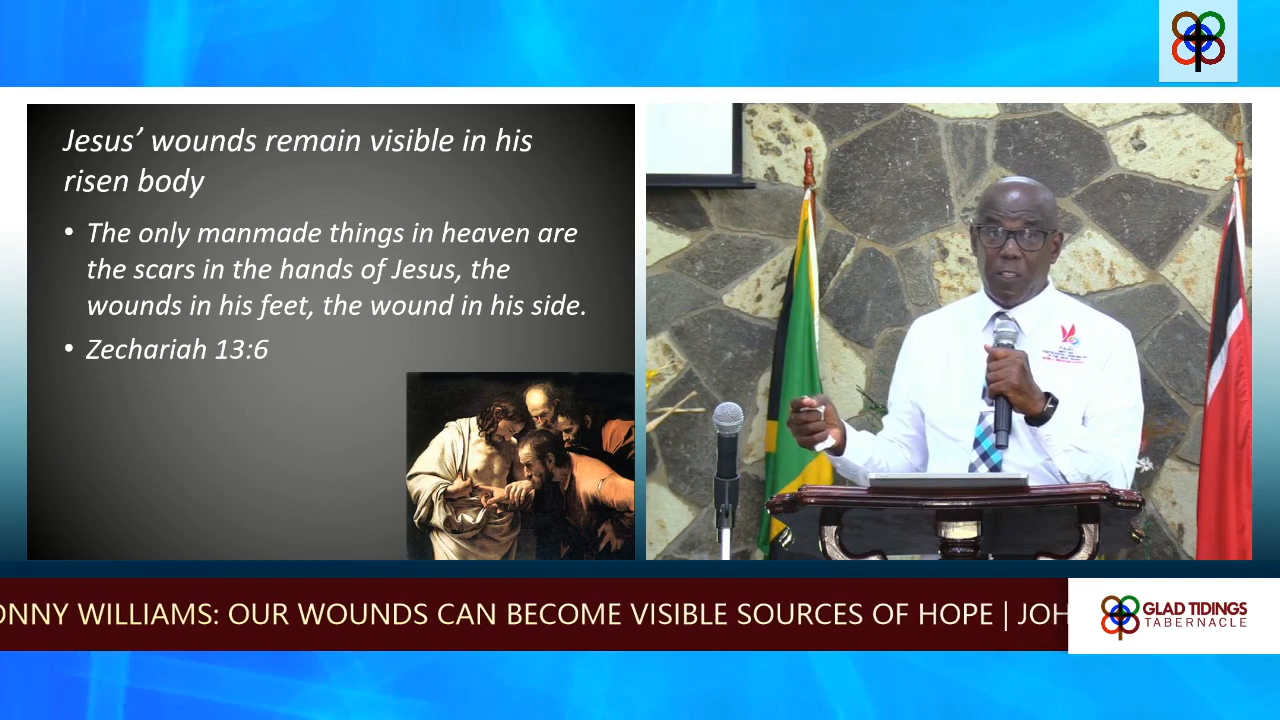 Jesus’ wounds remain visible in his
risen body
• The only manmade things in heaven are
the scars in the hands of Jesus, the
wounds in his feet, the wound in his side.
• Zechariah 13:6
ONNY WILLIAMS: OUR WOUNDS CAN BECOME VISIBLE SOURCES OF HOPE | JOH
GLAD TIDINGS
TABERNACLE